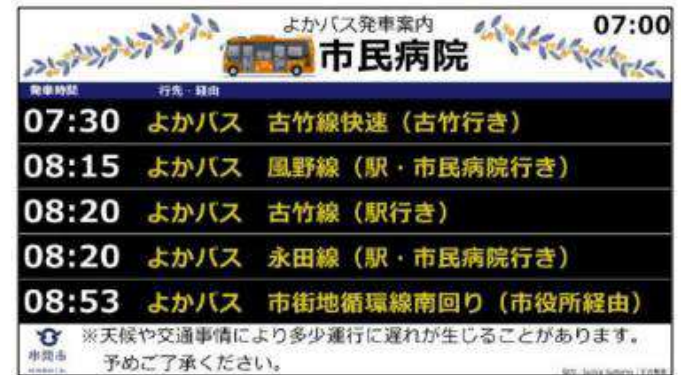 よかバス発車案内
市民病院
07:00
発車時間 行先・経由
07:30 よかバス 古竹線快速（古竹行き）
08:15 よかバス 風野線（駅・市民病院行き）
08:20 よかバス 古竹線（駅行き）
08:20 よかバス 永田線（駅・市民病院行き）
08:53 よかバス 市街地循環線南回り（市役所経由）
※天候や交通事情により多少運行に遅れが生じることがあります。
予めご了承ください。
串間市